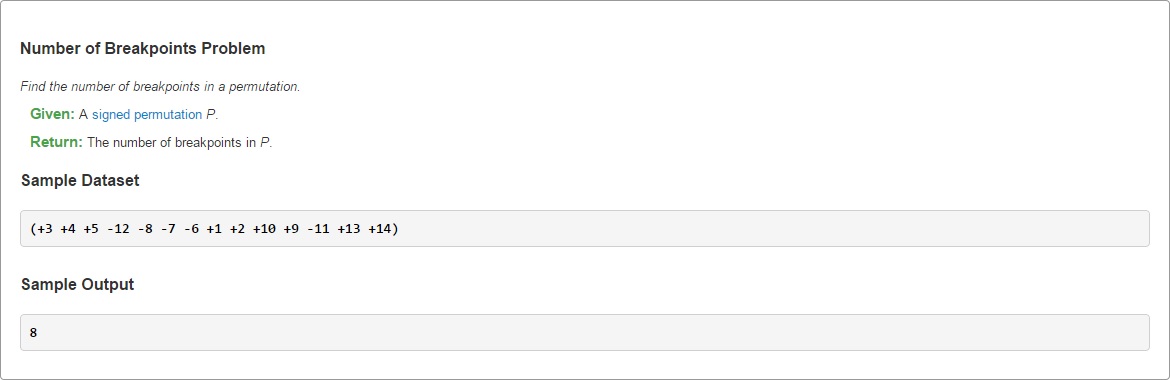 Number of Breakpoints Problem
Find the number of breakpoints in a permutation.
Given: A signed permutation P.
Return: The number of breakpoints in P.
Sample Dataset
(+3 +4 +5 -12 -8 -7 -6 +1 +2 +10 +9 -11 +13 +14)
Sample Output
8